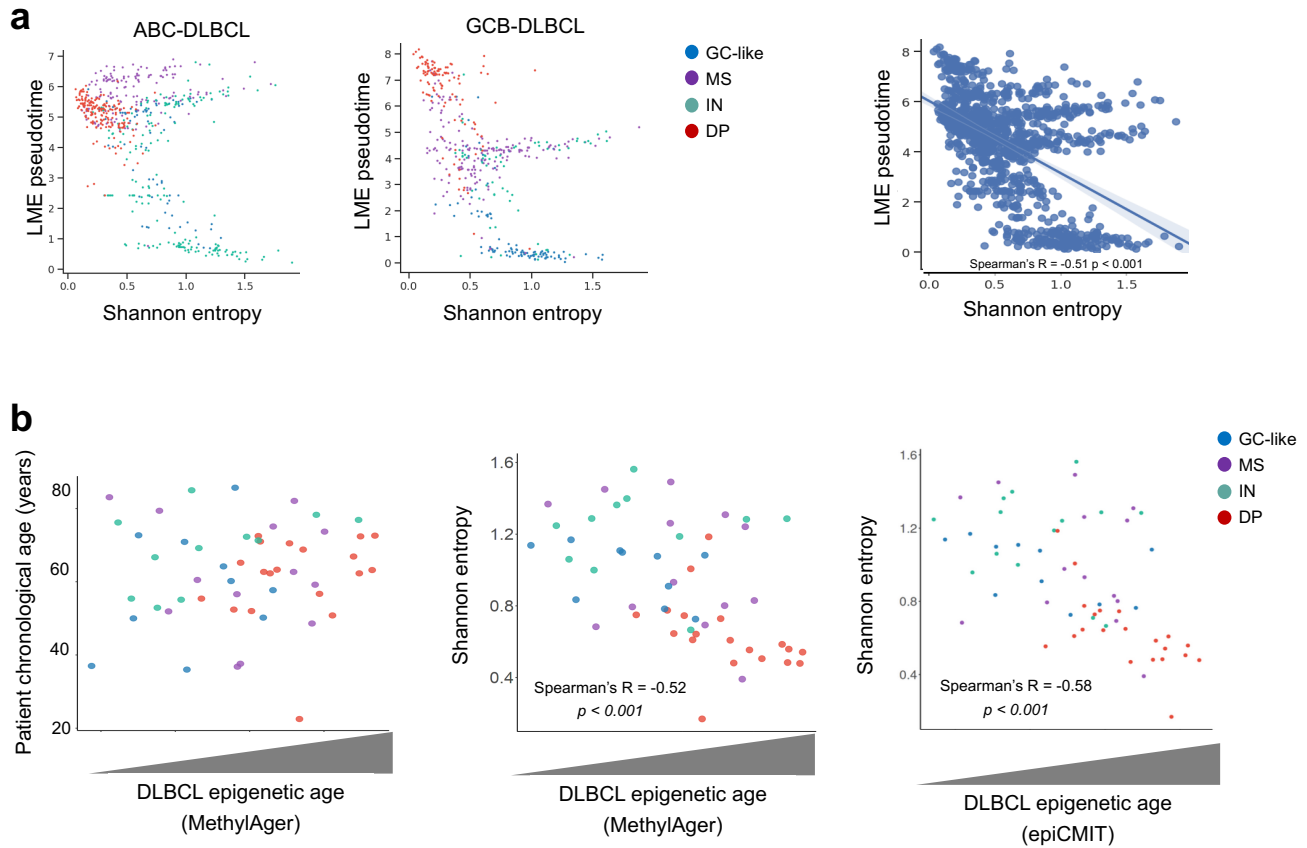 a
ABC-DLBCL
GCB-DLBCL
GC-like
MS
IN
DP
LME pseudotime
7
6
5
4
3
2
1
0
0.0 0.5 1.0 1.5
Shannon entropy
LME pseudotime
8
7
6
5
4
3
2
1
0
0.0 0.5 1.0 1.5
Shannon entropy
LME pseudotime
8
6
4
2
0
Spearman's R = -0.51 p < 0.001
0.0 0.5 1.0 1.5
Shannon entropy
b
Patient chronological age (years)
80
60
40
20
DLBCL epigenetic age
(MethylAger)
Shannon entropy
1.6
1.2
0.8
0.4
Spearman's R = -0.52
p < 0.001
DLBCL epigenetic age
(MethylAger)
Shannon entropy
1.6
1.2
0.8
0.4
Spearman's R = -0.58
p < 0.001
DLBCL epigenetic age
(epiCMIT)
GC-like
MS
IN
DP